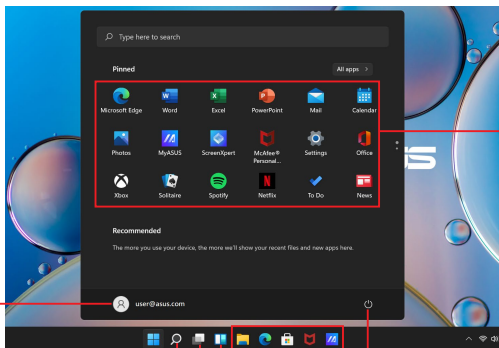 Type here to search
Pinned
All apps >
Microsoft Edge Word Excel PowerPoint Mail Calendar
Photos MyASUS ScreenXpert McAfee® Personal... Settings Office
Xbox Solitaire Spotify Netflix To Do News
Recommended
The more you use your device, the more we'll show your recent files and new apps here.
user@asus.com